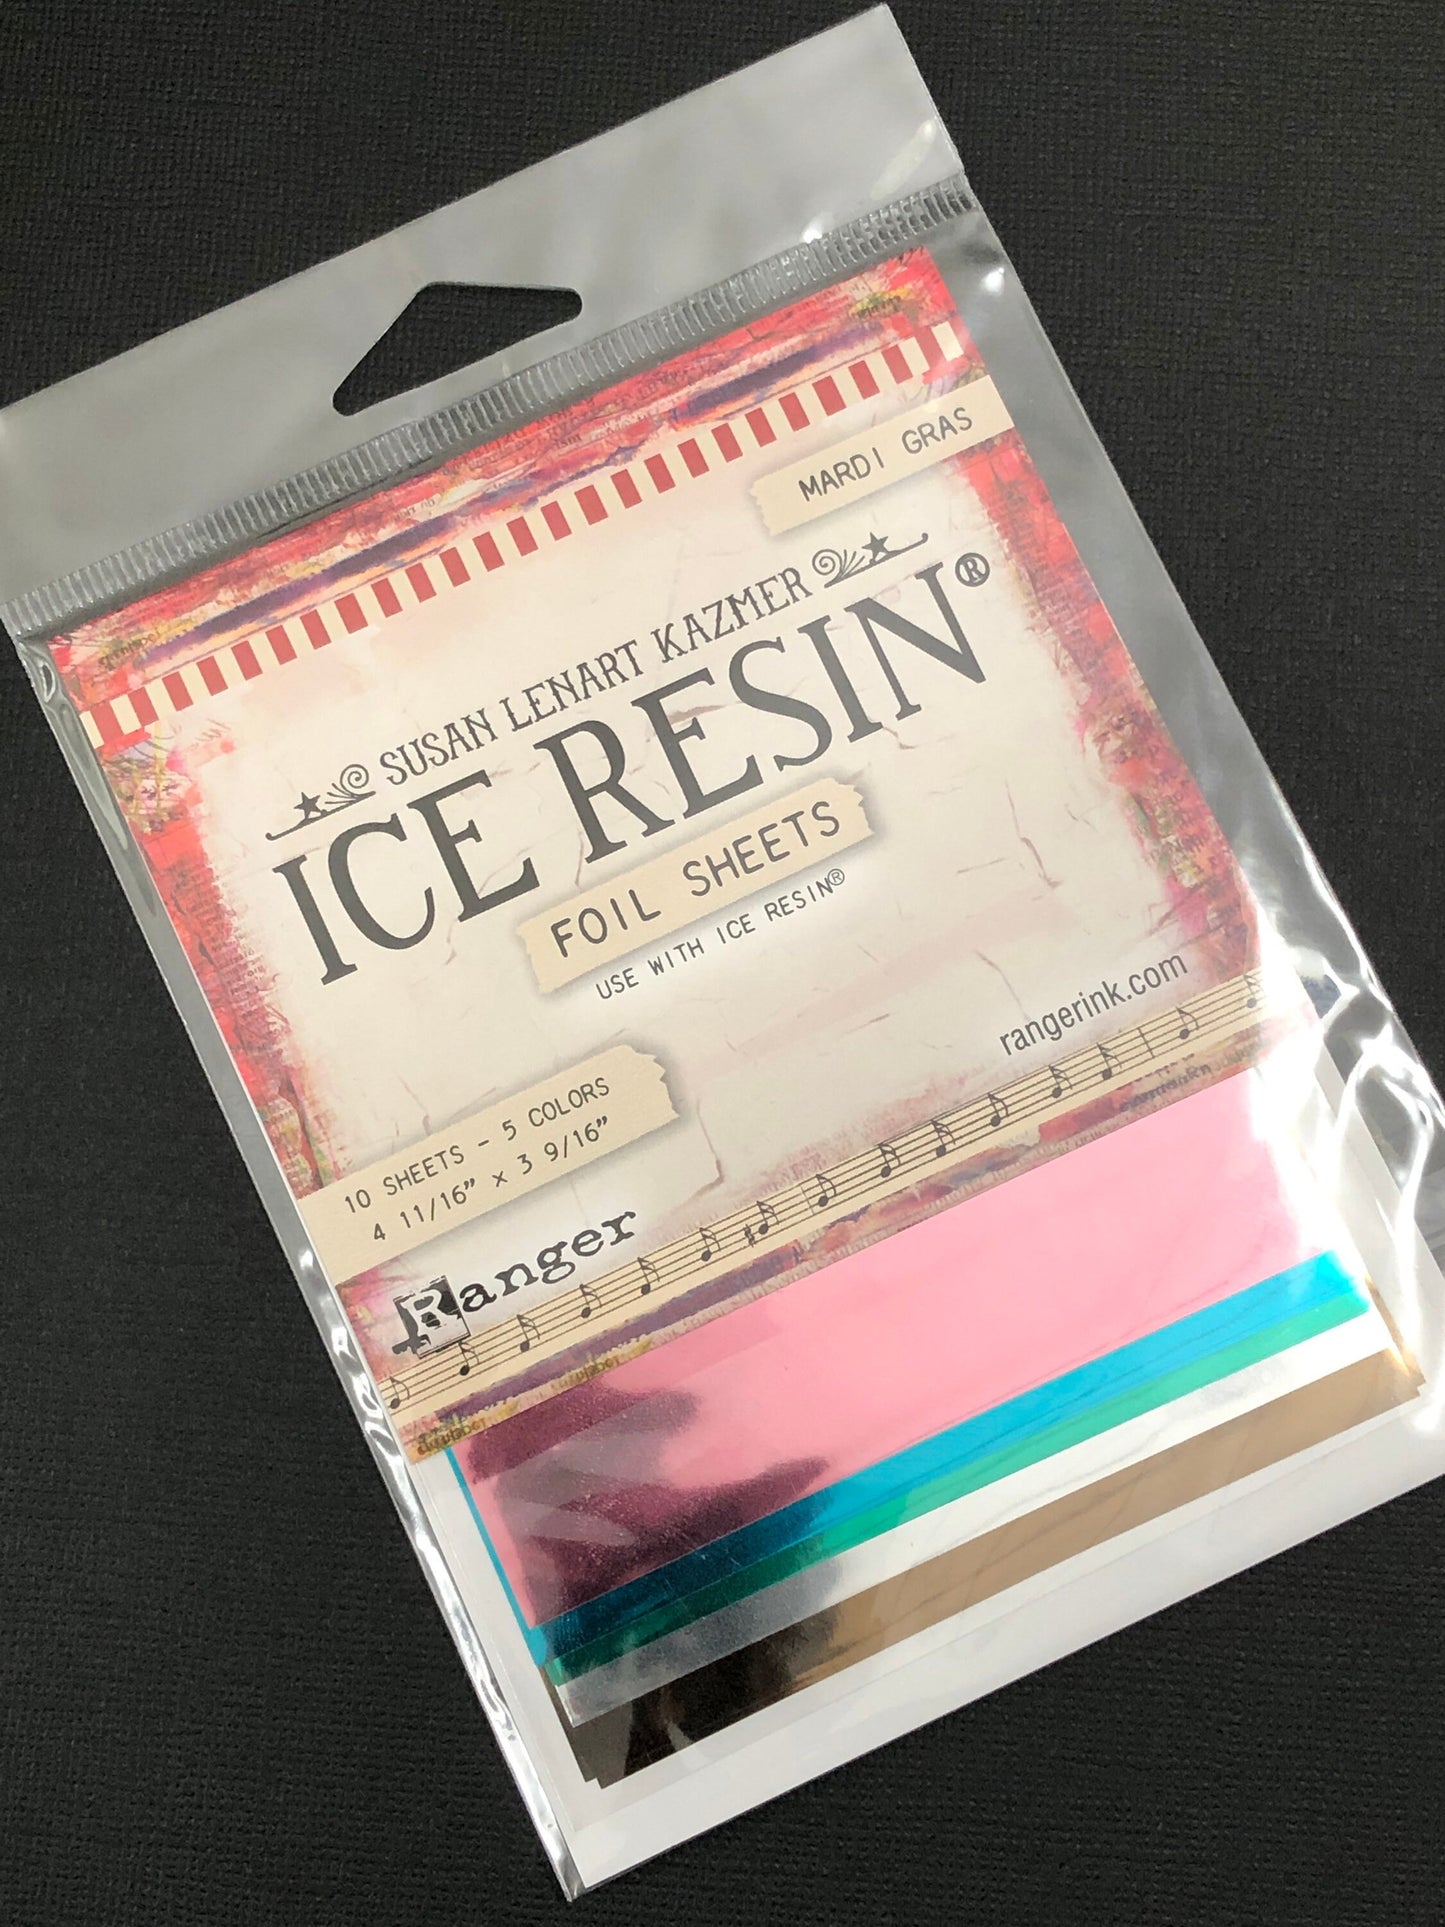 MARDI GRAS
SUSAN LENART KAZMER
ICE RESIN®
FOIL SHEETS
USE WITH ICE RESIN®
rangerink.com
10 SHEETS - 5 COLORS
4 11/16" x 3 9/16"
Ranger